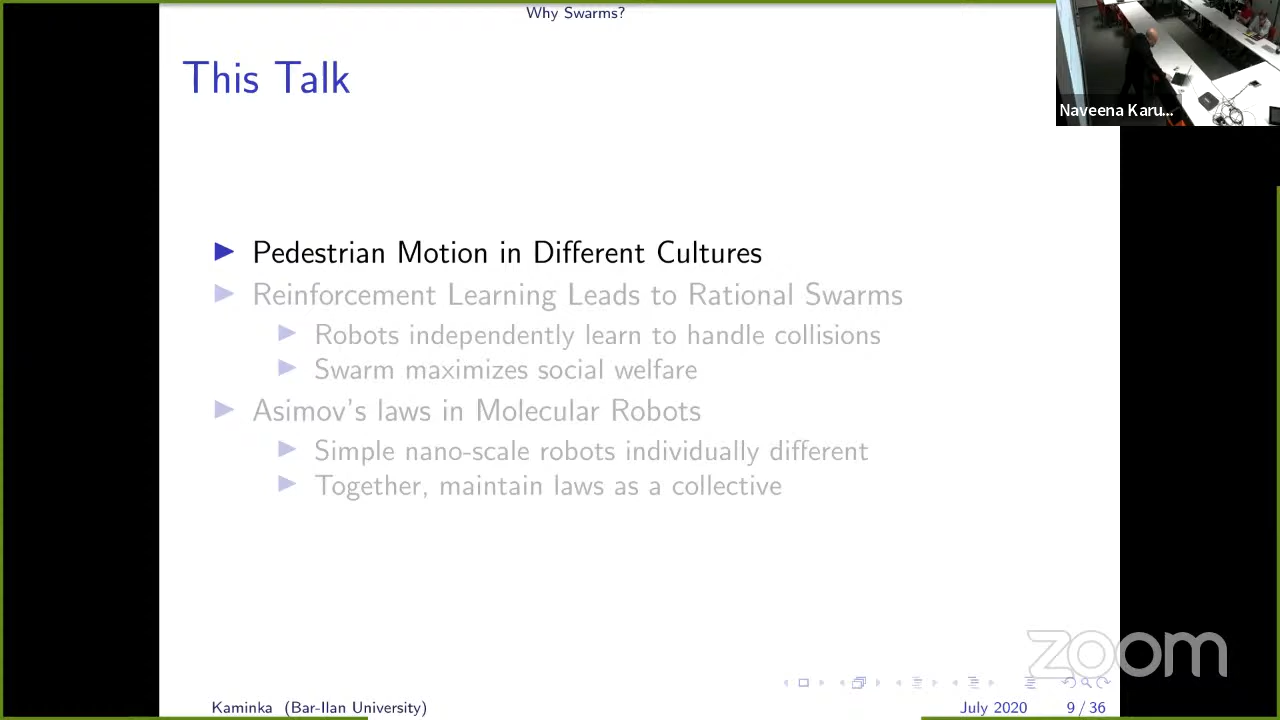 Why Swarms?
This Talk
Naveena Karu...
Pedestrian Motion in Different Cultures
Reinforcement Learning Leads to Rational Swarms
Robots independently learn to handle collisions
Swarm maximizes social welfare
Asimov's laws in Molecular Robots
Simple nano-scale robots individually different
Together, maintain laws as a collective
zoom
Kaminka (Bar-Ilan University)
July 2020
9 / 36